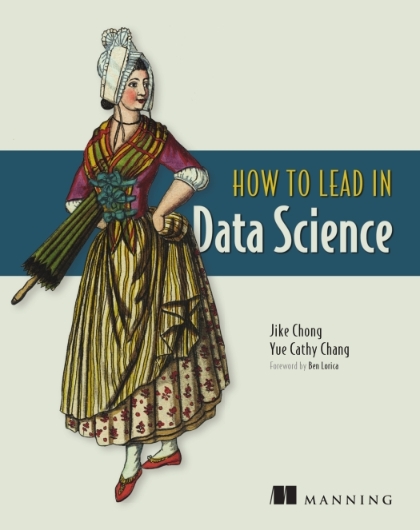 HOW TO LEAD IN
Data Science
Jike Chong
Yue Cathy Chang
Foreword by Ben Lorica
MANNING